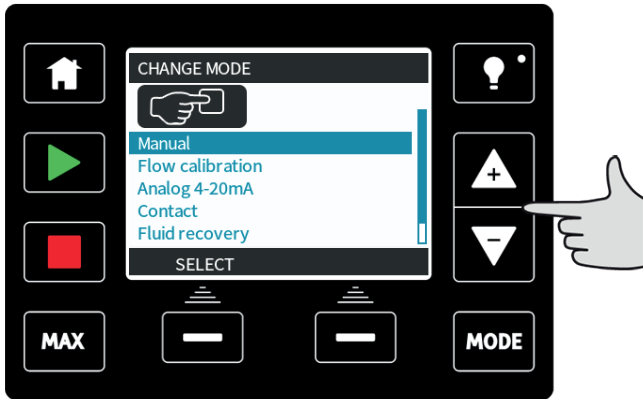 CHANGE MODE
Manual
Flow calibration
Analog 4-20mA
Contact
Fluid recovery
SELECT
+
-
MAX
MODE